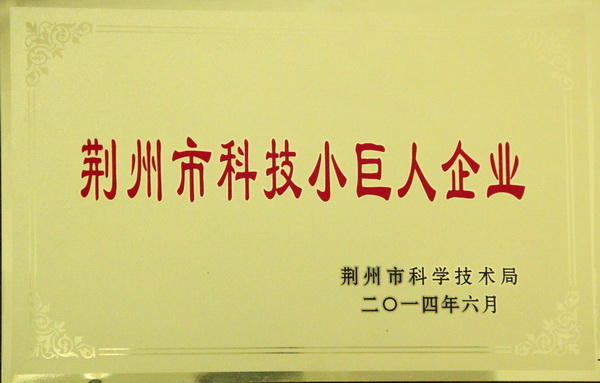 荆州市科技小巨人企业
荆州市科学技术局
二〇一四年六月